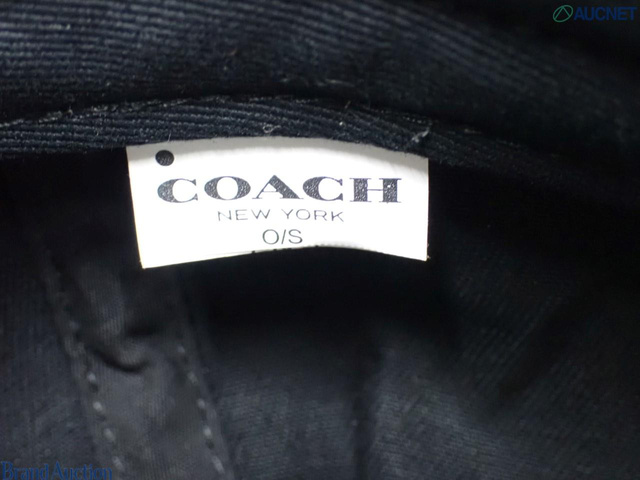 AUCNET
COACH
NEW YORK
O/S
Brand Auction